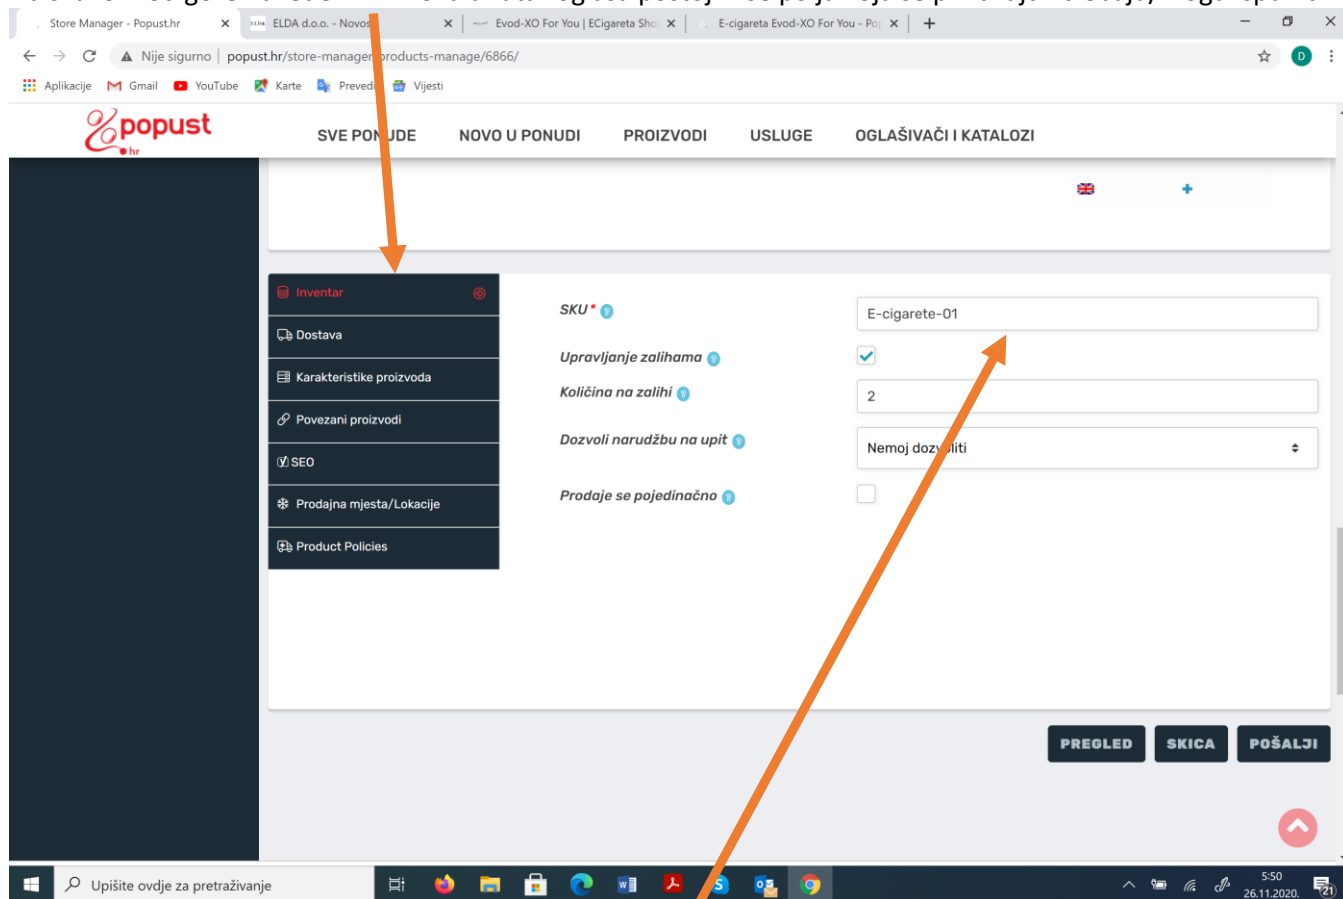 Store Manager - Popust.hr
ELDA d.o.o. - Novos
Evod-XO For You | ECigareta Sho
E-cigareta Evod-XO For You - Po
Nije sigurno | popust.hr/store-manager/products-manage/6866/
D
Aplikacije Gmail YouTube Karte Prevedi Vijesti
popust
hr
SVE PONUDE NOVO U PONUDI PROIZVODI USLUGE OGLAŠIVAČI I KATALOZI
Inventar
Dostava
Karakteristike proizvoda
Povezani proizvodi
SEO
Prodajna mjesta/Lokacije
Product Policies
SKU* E-cigarete-01
Upravljanje zalihama
Količina na zalihi 2
Dozvoli narudžbu na upit Nemoj dozvoliti
Prodaje se pojedinačno
PREGLED SKICA POŠALJI
Upišite ovdje za pretraživanje
5:50
26.11.2020.
21